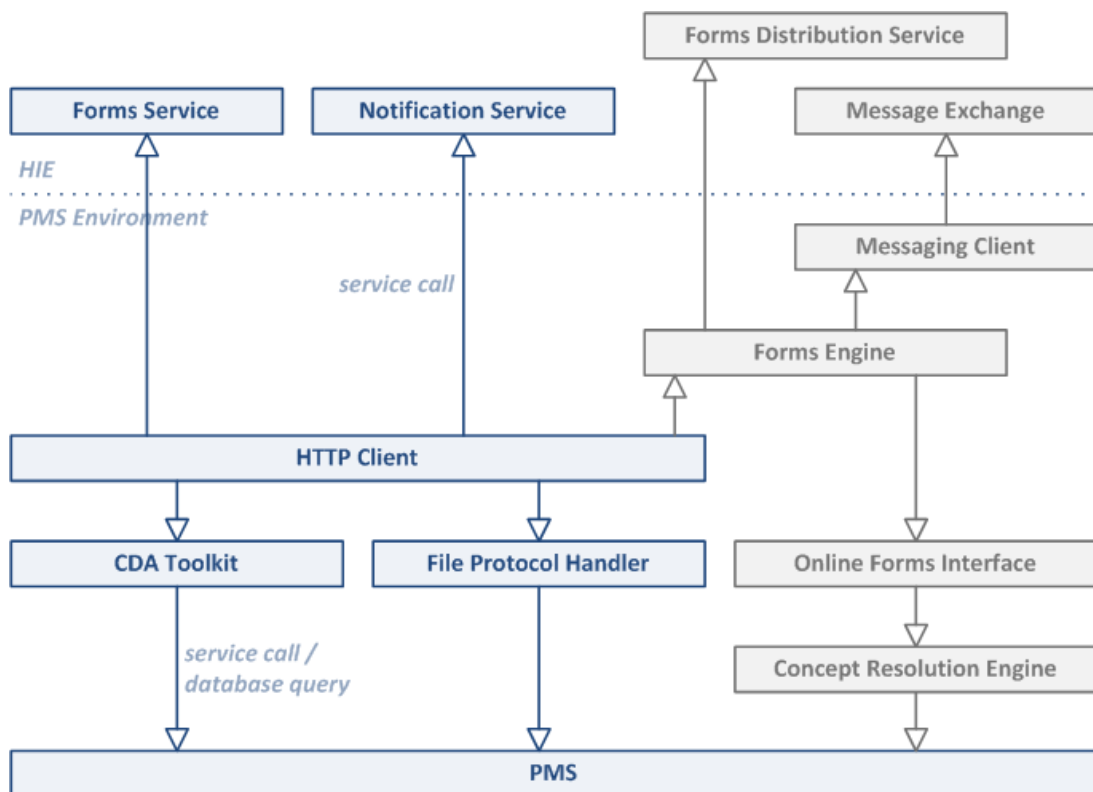 Forms Distribution Service
Forms Service
Notification Service
Message Exchange
HIE
PMS Environment
Messaging Client
service call
Forms Engine
HTTP Client
CDA Toolkit
File Protocol Handler
Online Forms Interface
service call /
database query
Concept Resolution Engine
PMS